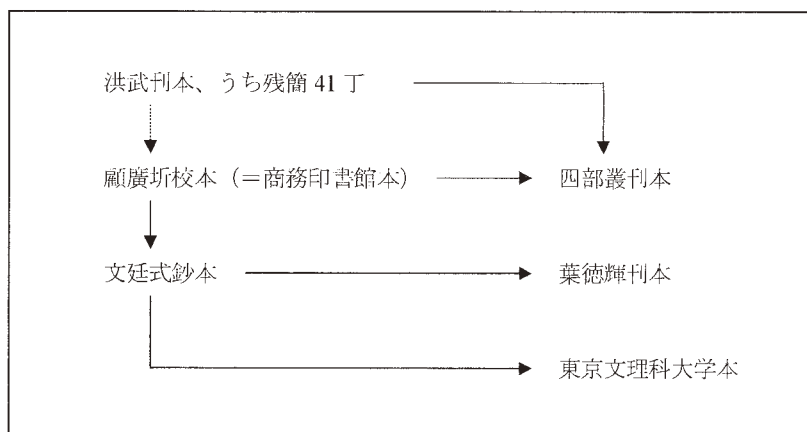 洪武刊本、うち残簡 41 丁
顧廣圻校本（＝商務印書館本） 四部叢刊本
文廷式鈔本 葉徳輝刊本
東京文理科大学本